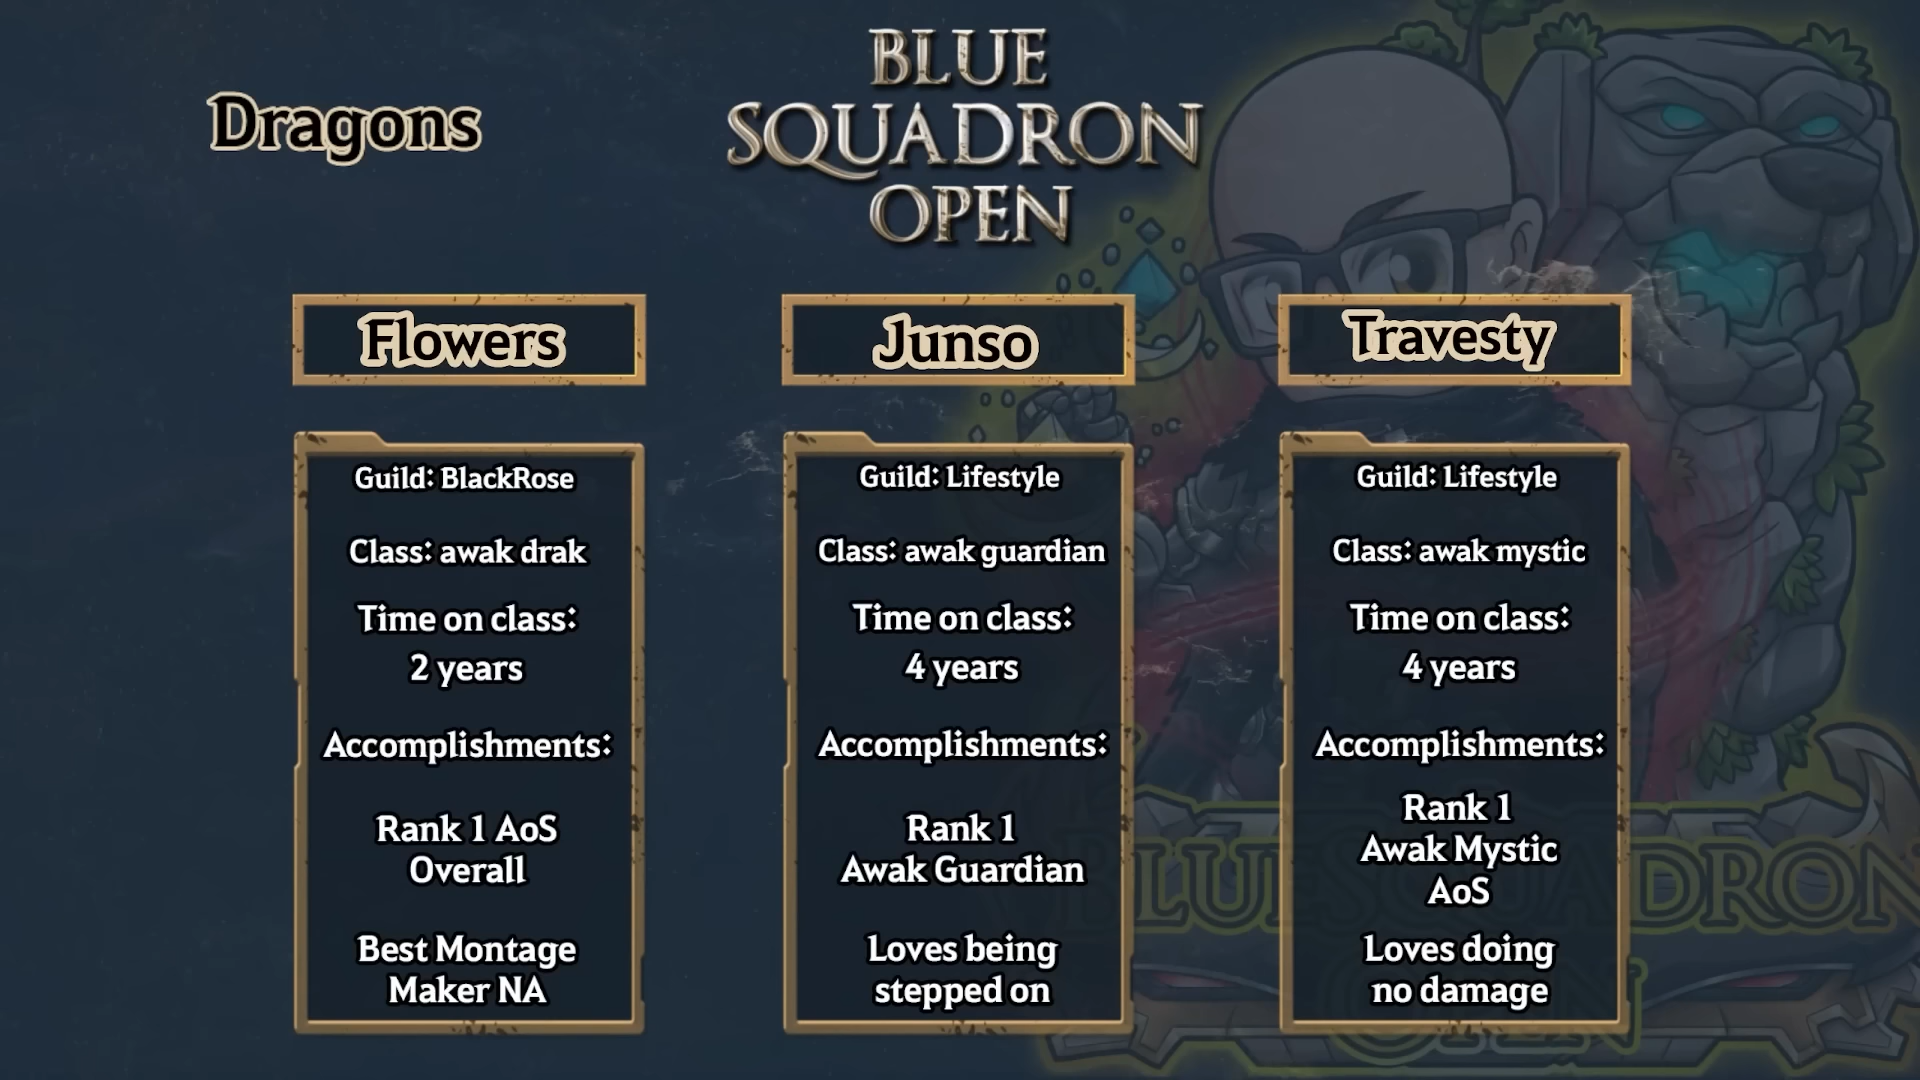 Dragons
BLUE
SQUADRON
OPEN
Flowers
Guild: BlackRose
Class: awak drak
Time on class:
2 years
Accomplishments:
Rank 1 AoS
Overall
Best Montage
Maker NA
Junso
Guild: Lifestyle
Class: awak guardian
Time on class:
4 years
Accomplishments:
Rank 1
Awak Guardian
Loves being
stepped on
Travesty
Guild: Lifestyle
Class: awak mystic
Time on class:
4 years
Accomplishments:
Rank 1
Awak Mystic
AoS
Loves doing
no damage
BLUESQUADRON
OPEN